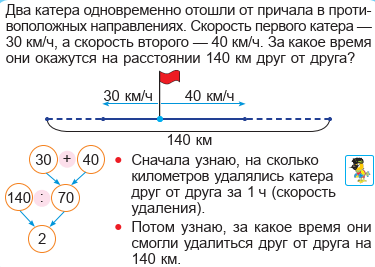 Два катера одновременно отошли от причала в проти-
воположных направлениях. Скорость первого катера —
30 км/ч, а скорость второго — 40 км/ч. За какое время
они окажутся на расстоянии 140 км друг от друга?
30 км/ч 40 км/ч
140 км
30 + 40
140 : 70
2
• Сначала узнаю, на сколько
километров удалялись катера
друг от друга за 1 ч (скорость
удаления).
• Потом узнаю, за какое время они
смогли удалиться друг от друга на
140 км.